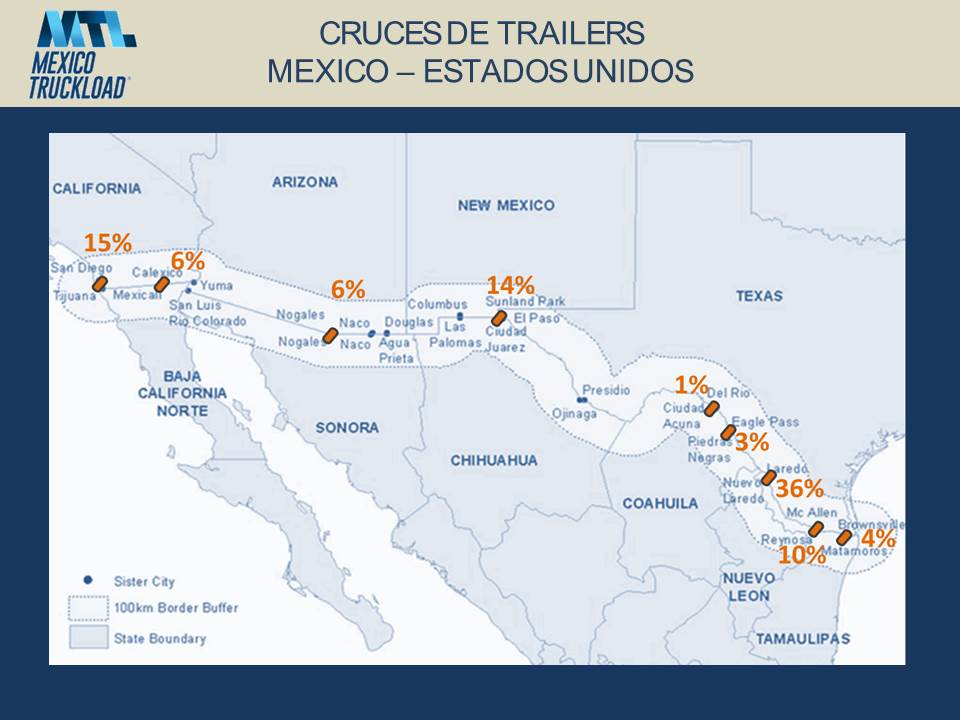 MTL
MEXICO
TRUCKLOAD
CRUCES DE TRAILERS
MEXICO – ESTADOS UNIDOS
CALIFORNIA
ARIZONA
NEW MEXICO
TEXAS
15%
San Diego
Tijuana
6%
Calexico
Mexicali
Yuma
San Luis
Rio Colorado
6%
Nogales
Nogales
Naco
Naco
Douglas
Agua
Prieta
Columbus
Las
Palomas
14%
Sunland Park
El Paso
Ciudad
Juarez
Presidio
Ojinaga
1%
Del Rio
Ciudad
Acuna
Eagle Pass
3%
Piedras
Negras
Laredo
36%
Nuevo
Laredo
Mc Allen
Reynosa
10%
Brownsville
4%
Matamoros
BAJA
CALIFORNIA
NORTE
SONORA
CHIHUAHUA
COAHUILA
NUEVO
LEON
TAMAULIPAS
Sister City
100km Border Buffer
State Boundary